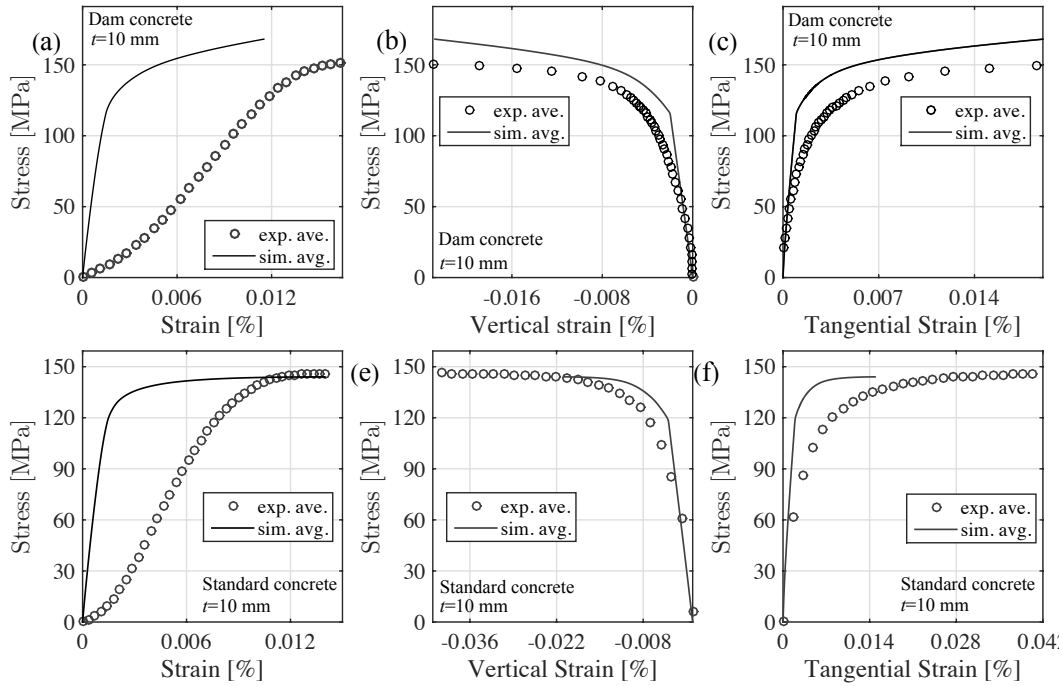 Dam concrete
t=10 mm
(a)
Stress [MPa]
150
100
50
0
exp. ave.
sim. avg.
0
0.006
0.012
Strain [%]
(b)
Stress [MPa]
150
100
50
0
exp. ave.
sim. avg.
Dam concrete
t=10 mm
-0.016
-0.008
0
Vertical strain [%]
Dam concrete
t=10 mm
(c)
Stress [MPa]
150
100
50
0
exp. ave.
sim. avg.
0
0.007
0.014
Tangential Strain [%]
Stress [MPa]
150
120
90
60
30
0
exp. ave.
sim. avg.
Standard concrete
t=10 mm
0
0.006
0.012
Strain [%]
(e)
Stress [MPa]
150
120
90
60
30
0
exp. ave.
sim. avg.
Standard concrete
t=10 mm
-0.036
-0.022
-0.008
Vertical Strain [%]
(f)
Stress [MPa]
150
120
90
60
30
0
exp. ave.
sim. avg.
Standard concrete
t=10 mm
0
0.014
0.028
0.042
Tangential Strain [%]